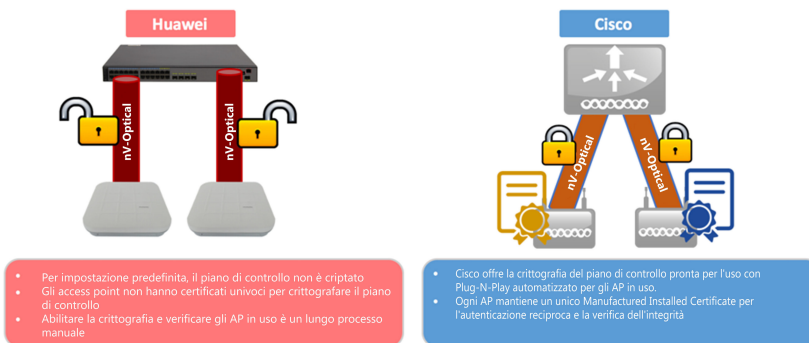 Huawei
Cisco
nV-Optical
nV-Optical
nV-Optical
nV-Optical
• Per impostazione predefinita, il piano di controllo non è criptato
• Gli access point non hanno certificati univoci per crittografare il piano
di controllo
• Abilitare la crittografia e verificare gli AP in uso è un lungo processo
manuale
• Cisco offre la crittografia del piano di controllo pronta per l'uso con
Plug-N-Play automatizzato per gli AP in uso.
• Ogni AP mantiene un unico Manufactured Installed Certificate per
l'autenticazione reciproca e la verifica dell'integrità